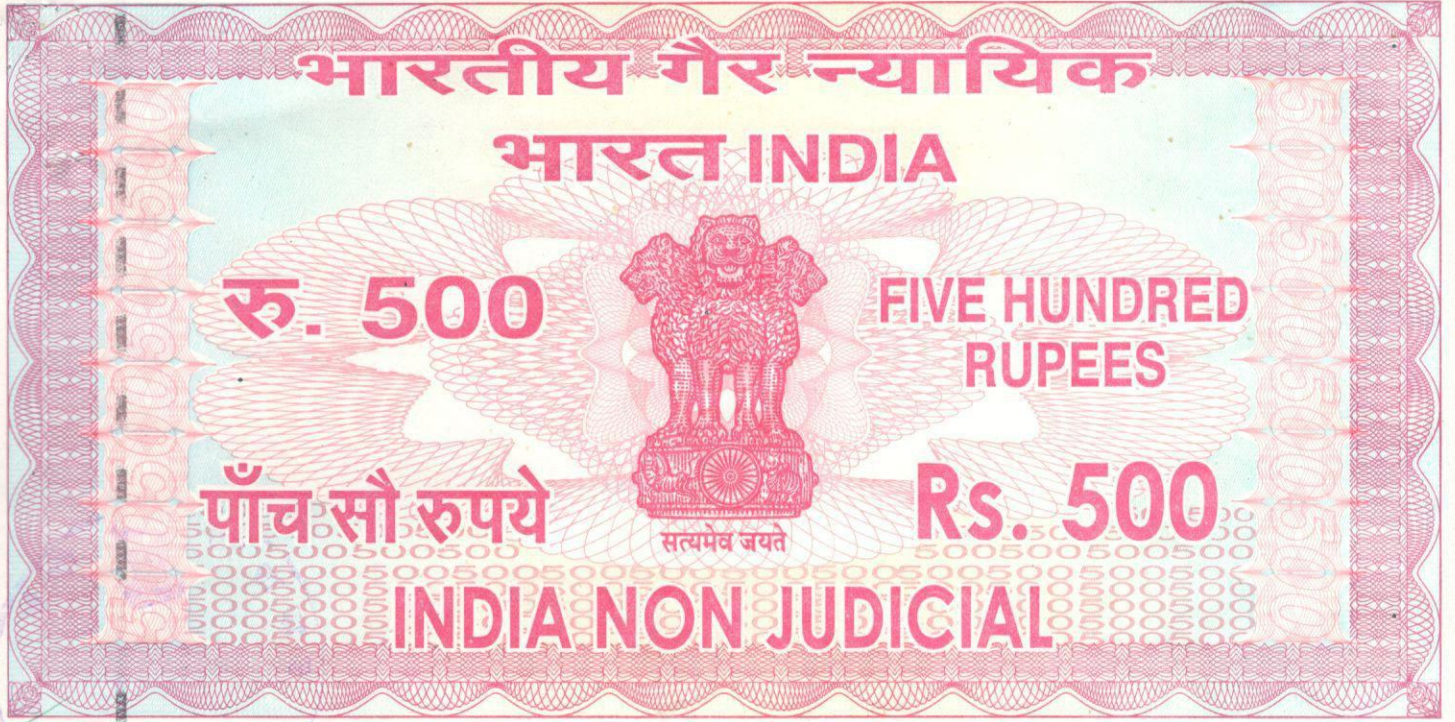 भारतीय गैर न्यायिक
भारत INDIA
रु. 500
FIVE HUNDRED
RUPEES
पाँच सौ रुपये
Rs. 500
सत्यमेव जयते
INDIA NON JUDICIAL